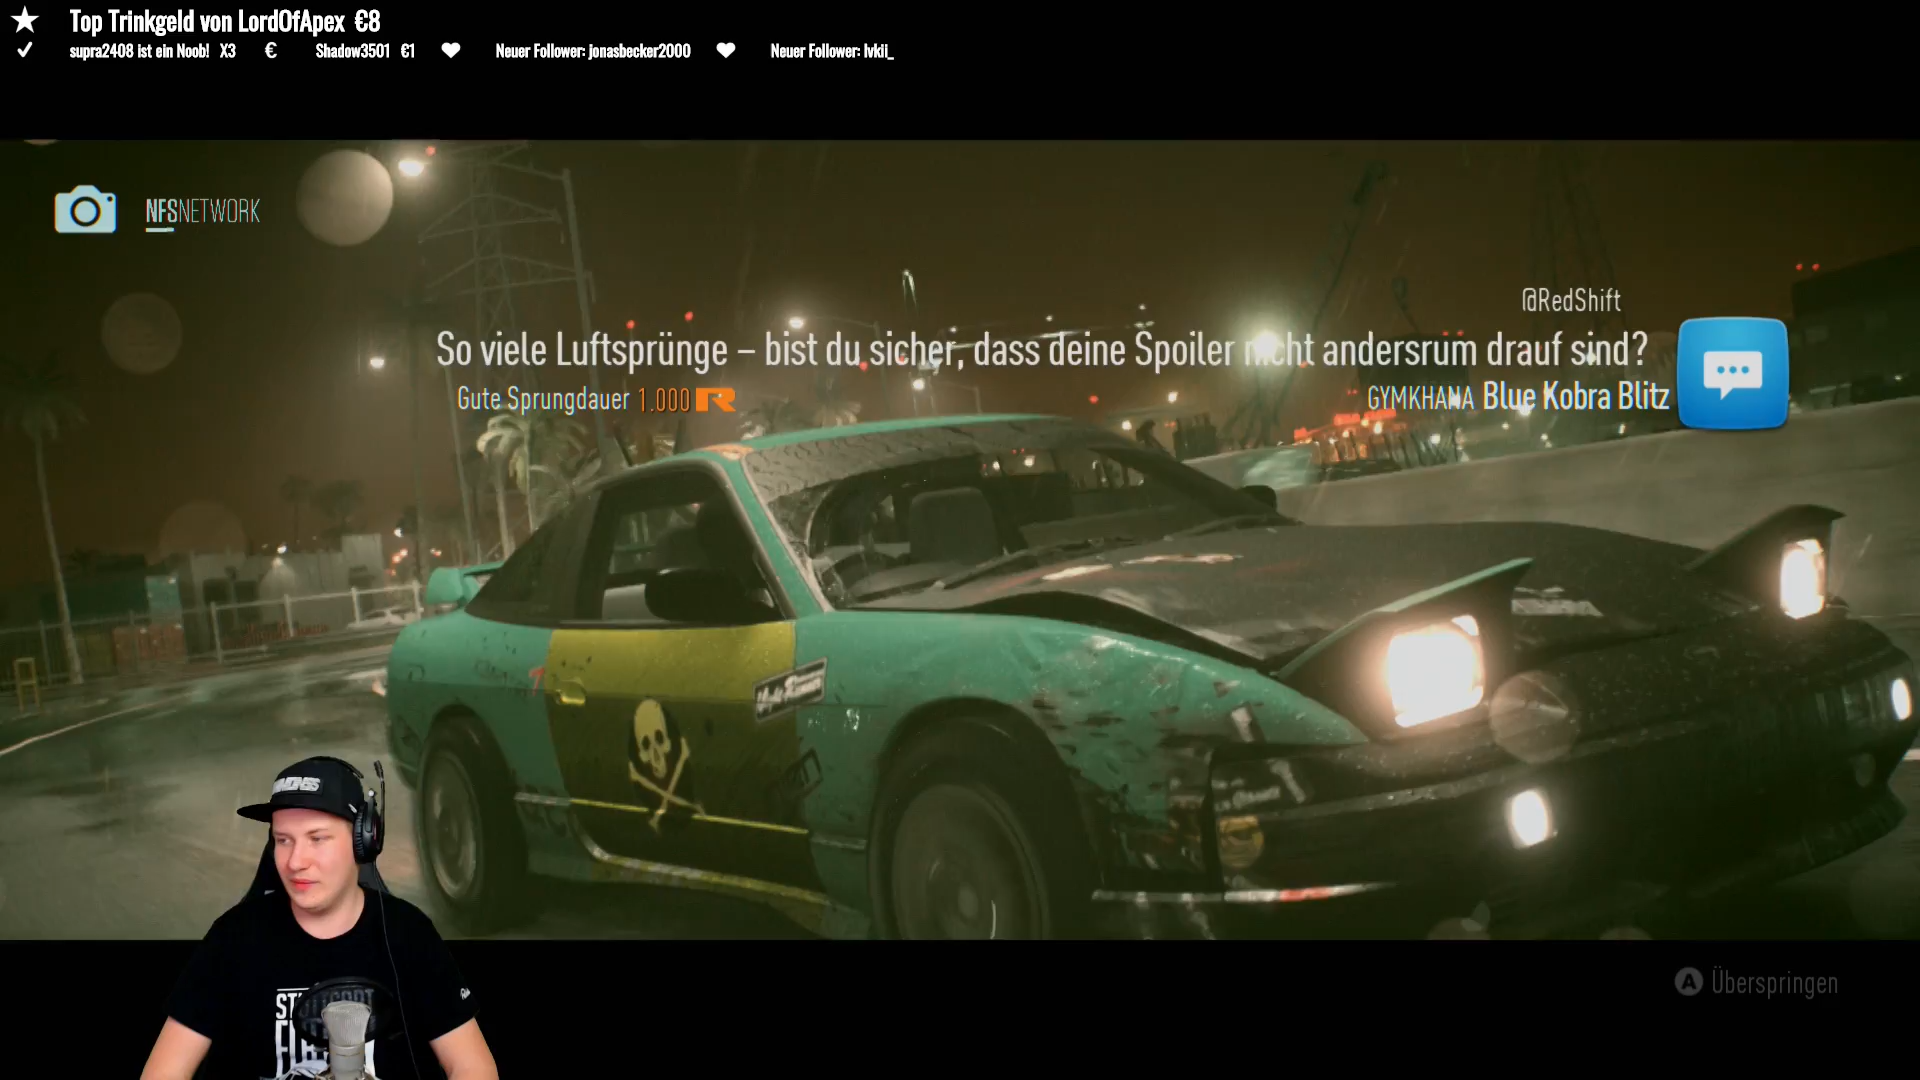 Top Trinkgeld von LordOfApex €8
supra2408 ist ein Noob! X3 € Shadow3501 €1 Neuer Follower: jonasbecker2000 Neuer Follower: lvkii_
NFSNETWORK
@RedShift
So viele Luftsprünge – bist du sicher, dass deine Spoiler nicht andersrum drauf sind?
Gute Sprungdauer 1.000 R
GYMKHANA Blue Kobra Blitz
A Überspringen